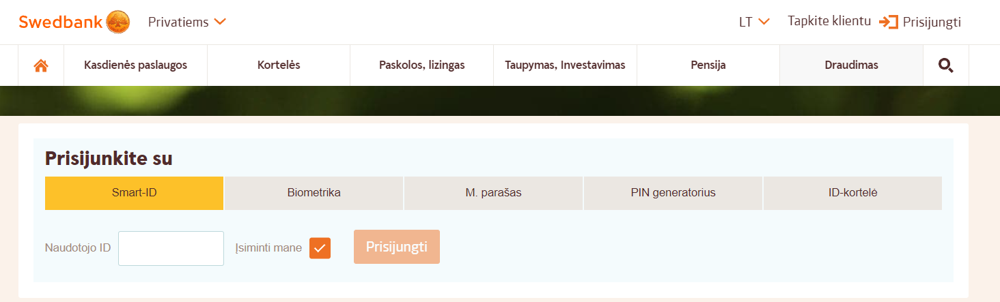 Swedbank Privatiems LT Tapkite klientu Prisijungti
Kasdienės paslaugos Kortelės Paskolos, lizingas Taupymas, Investavimas Pensija Draudimas
Prisijunkite su
Smart-ID Biometrika M. parašas PIN generatorius ID-kortelė
Naudotojo ID Įsiminti mane Prisijungti